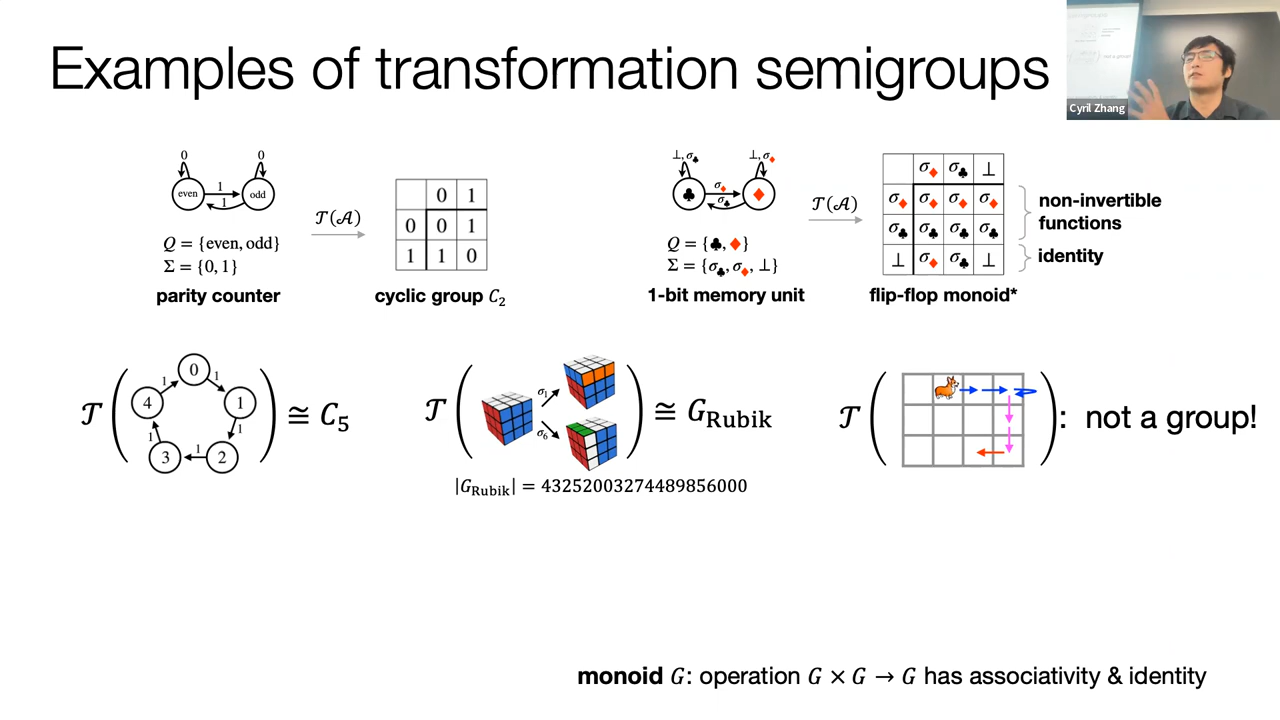 Examples of transformation semigroups
Cyril Zhang
0 0
even 1 odd
1
Q = {even, odd}
Σ = {0, 1}
parity counter
𝒯(𝒜)
0 1
0 0 1
1 1 0
cyclic group C₂
⊥, σ♣ ⊥, σ♦
♣ σ♦ ♦
σ♣
Q = {♣, ♦}
Σ = {σ♣, σ♦, ⊥}
1-bit memory unit
𝒯(𝒜)
σ♦ σ♣ ⊥
σ♦ σ♦ σ♦ σ♦
σ♣ σ♣ σ♣ σ♣
⊥ σ♦ σ♣ ⊥
flip-flop monoid*
non-invertible
functions
identity
𝒯( 0 1 1 1 2 1 3 1 4 1 ) ≅ C₅
𝒯( σ₁ σ₆ ) ≅ G_Rubik
|G_Rubik| = 43252003274489856000
𝒯( ): not a group!
monoid G: operation G × G → G has associativity & identity